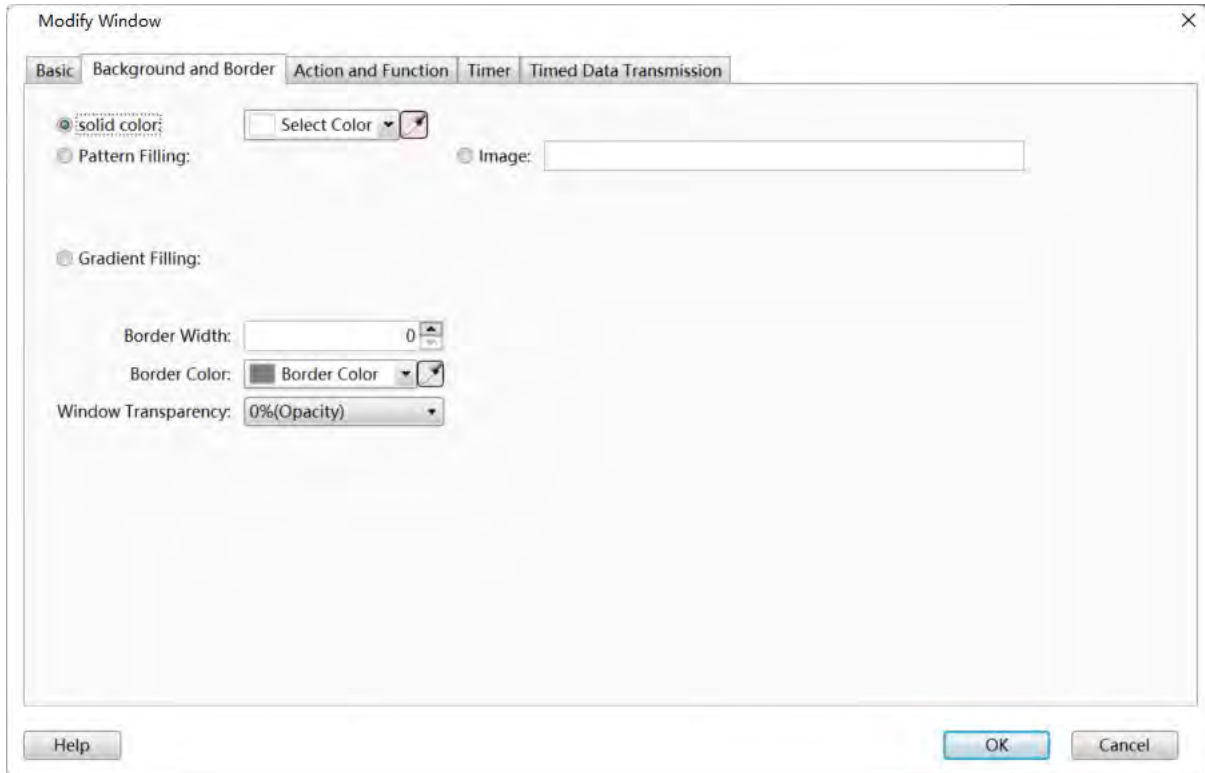 Modify Window
Basic Background and Border Action and Function Timer Timed Data Transmission
solid color: Select Color
Pattern Filling: Image:
Gradient Filling:
Border Width: 0
Border Color: Border Color
Window Transparency: 0%(Opacity)
Help OK Cancel